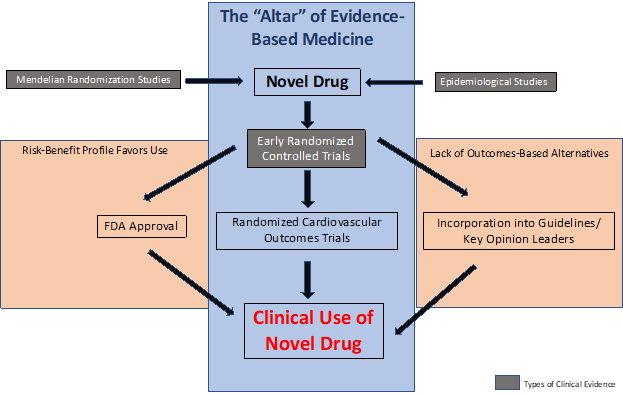 The “Altar” of Evidence-
Based Medicine
Mendelian Randomization Studies
Novel Drug
Epidemiological Studies
Early Randomized
Controlled Trials
Risk-Benefit Profile Favors Use
Lack of Outcomes-Based Alternatives
FDA Approval
Randomized Cardiovascular
Outcomes Trials
Incorporation into Guidelines/
Key Opinion Leaders
Clinical Use of
Novel Drug
Types of Clinical Evidence